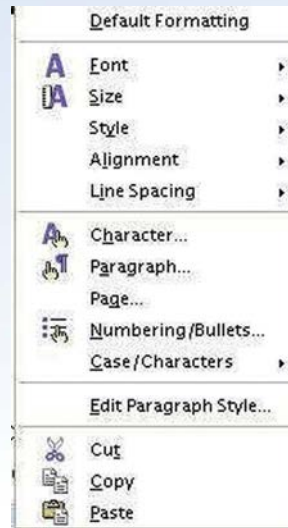 Default Formatting
Font
Size
Style
Alignment
Line Spacing
Character...
Paragraph...
Page...
Numbering/Bullets...
Case/Characters
Edit Paragraph Style...
Cut
Copy
Paste